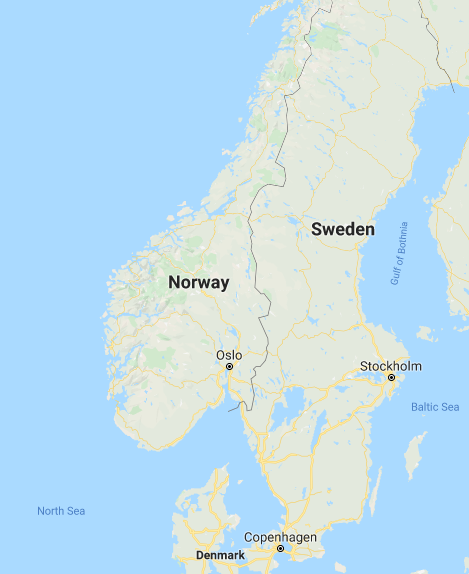 Sweden
Gulf of Bothnia
Norway
Oslo
Stockholm
Baltic Sea
North Sea
Copenhagen
Denmark